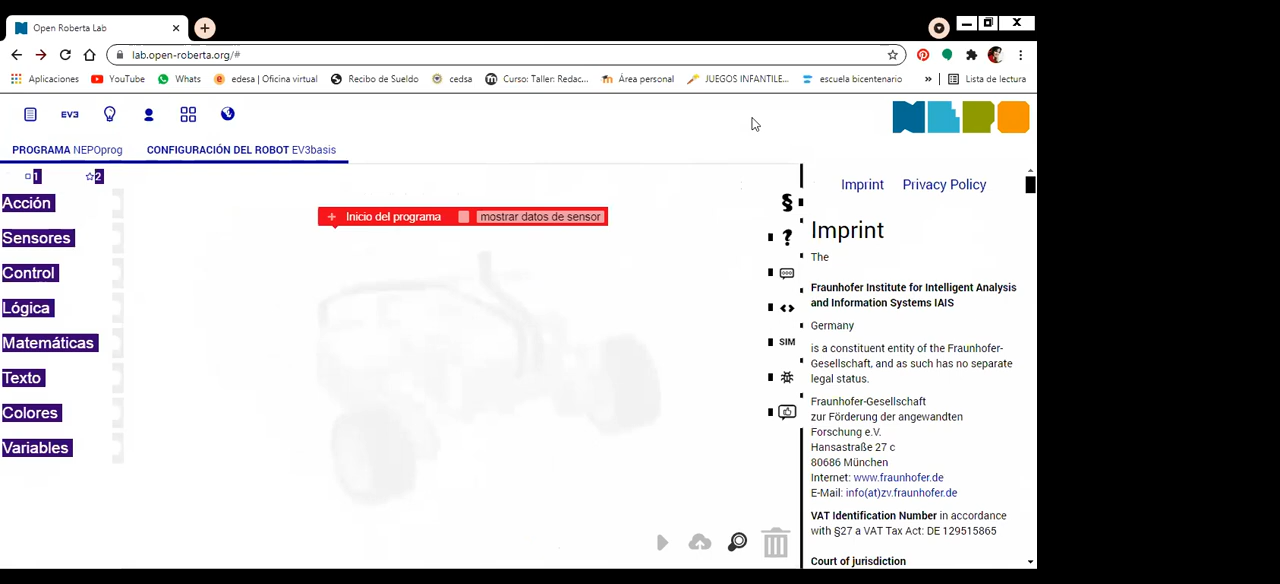 Open Roberta Lab
lab.open-roberta.org/#
Aplicaciones YouTube Whats edesa | Oficina virtual Recibo de Sueldo cedsa Curso: Taller: Redac... Área personal JUEGOS INFANTILE... escuela bicentenario » Lista de lectura
EV3
PROGRAMA NEPOprog CONFIGURACIÓN DEL ROBOT EV3basis
1 2
Acción
Sensores
Control
Lógica
Matemáticas
Texto
Colores
Variables
+ Inicio del programa mostrar datos de sensor
§
?
SIM
Imprint Privacy Policy
Imprint
The
Fraunhofer Institute for Intelligent Analysis
and Information Systems IAIS
Germany
is a constituent entity of the Fraunhofer-
Gesellschaft, and as such has no separate
legal status.
Fraunhofer-Gesellschaft
zur Förderung der angewandten
Forschung e.V.
Hansastraße 27 c
80686 München
Internet: www.fraunhofer.de
E-Mail: info(at)zv.fraunhofer.de
VAT Identification Number in accordance
with §27 a VAT Tax Act: DE 129515865
Court of jurisdiction